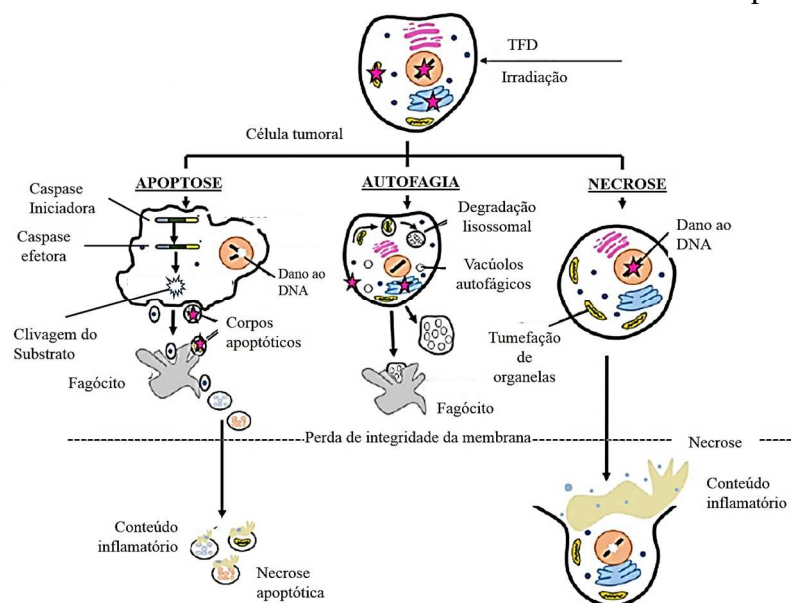 TFD
Irradiação
Célula tumoral
APOPTOSE
AUTOFAGIA
NECROSE
Caspase
Iniciadora
Caspase
efetora
Dano ao
DNA
Clivagem do
Substrato
Corpos
apoptóticos
Fagócito
Degradação
lisossomal
Vacúolos
autofágicos
Fagócito
Dano ao
DNA
Tumefação
de
organelas
Perda de integridade da membrana
Necrose
Conteúdo
inflamatório
Necrose
apoptótica
Conteúdo
inflamatório